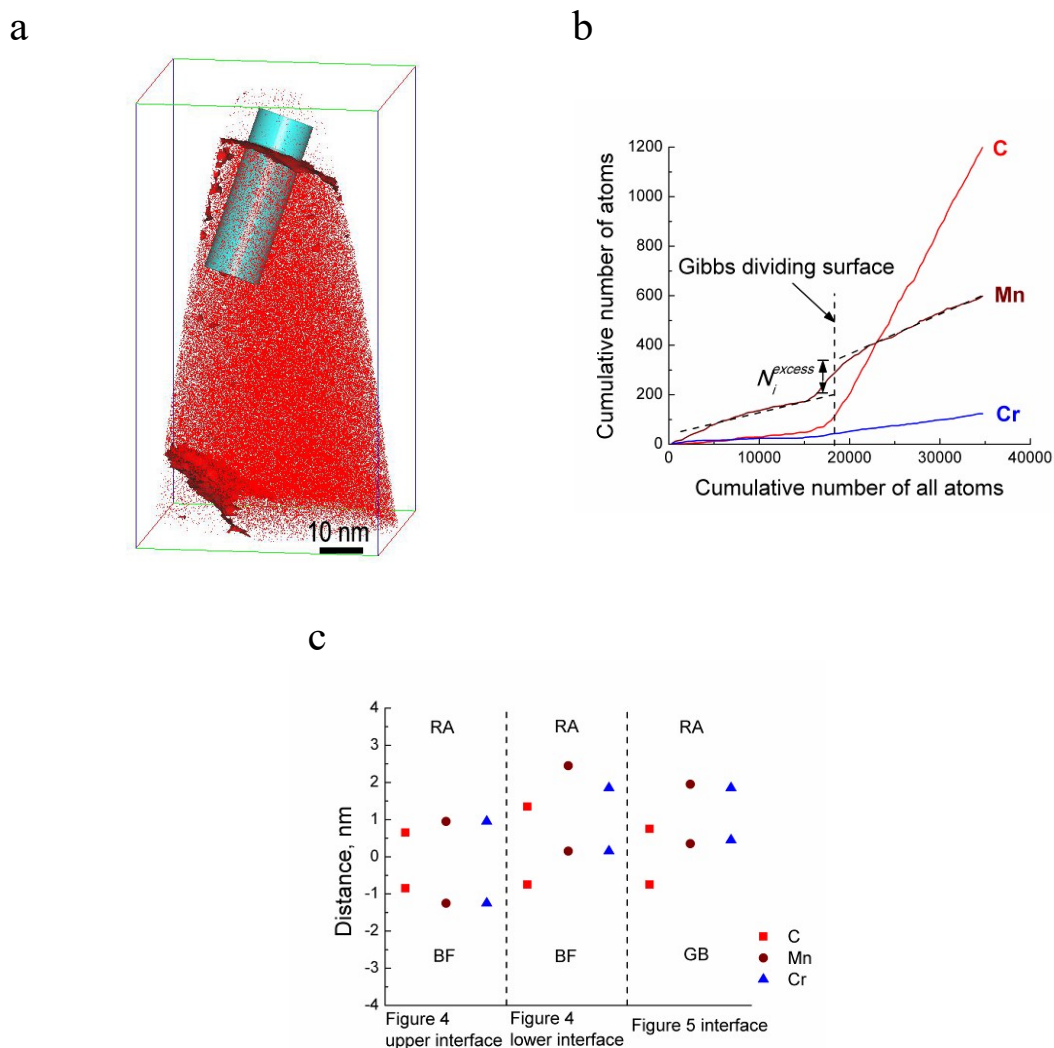 a
10 nm
b
Cumulative number of atoms
1200
1000
800
600
400
200
0
0
10000
20000
30000
40000
Cumulative number of all atoms
Gibbs dividing surface
N_i^excess
C
Mn
Cr
c
Distance, nm
4
3
2
1
0
-1
-2
-3
-4
RA
RA
RA
BF
BF
GB
C
Mn
Cr
Figure 4
upper interface
Figure 4
lower interface
Figure 5 interface